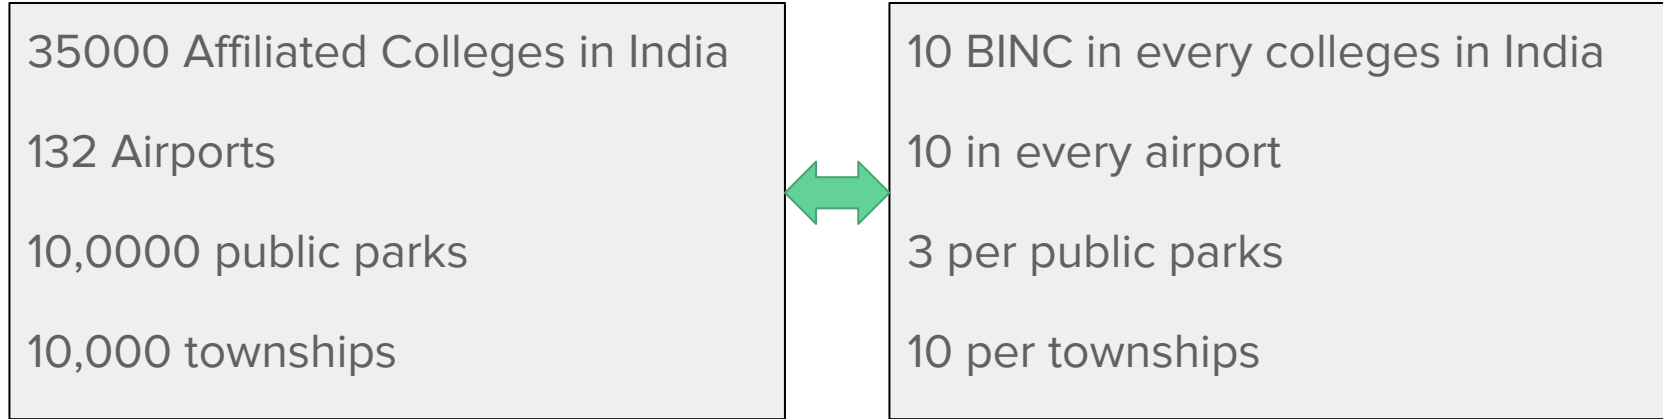 35000 Affiliated Colleges in India
132 Airports
10,0000 public parks
10,000 townships
10 BINC in every colleges in India
10 in every airport
3 per public parks
10 per townships